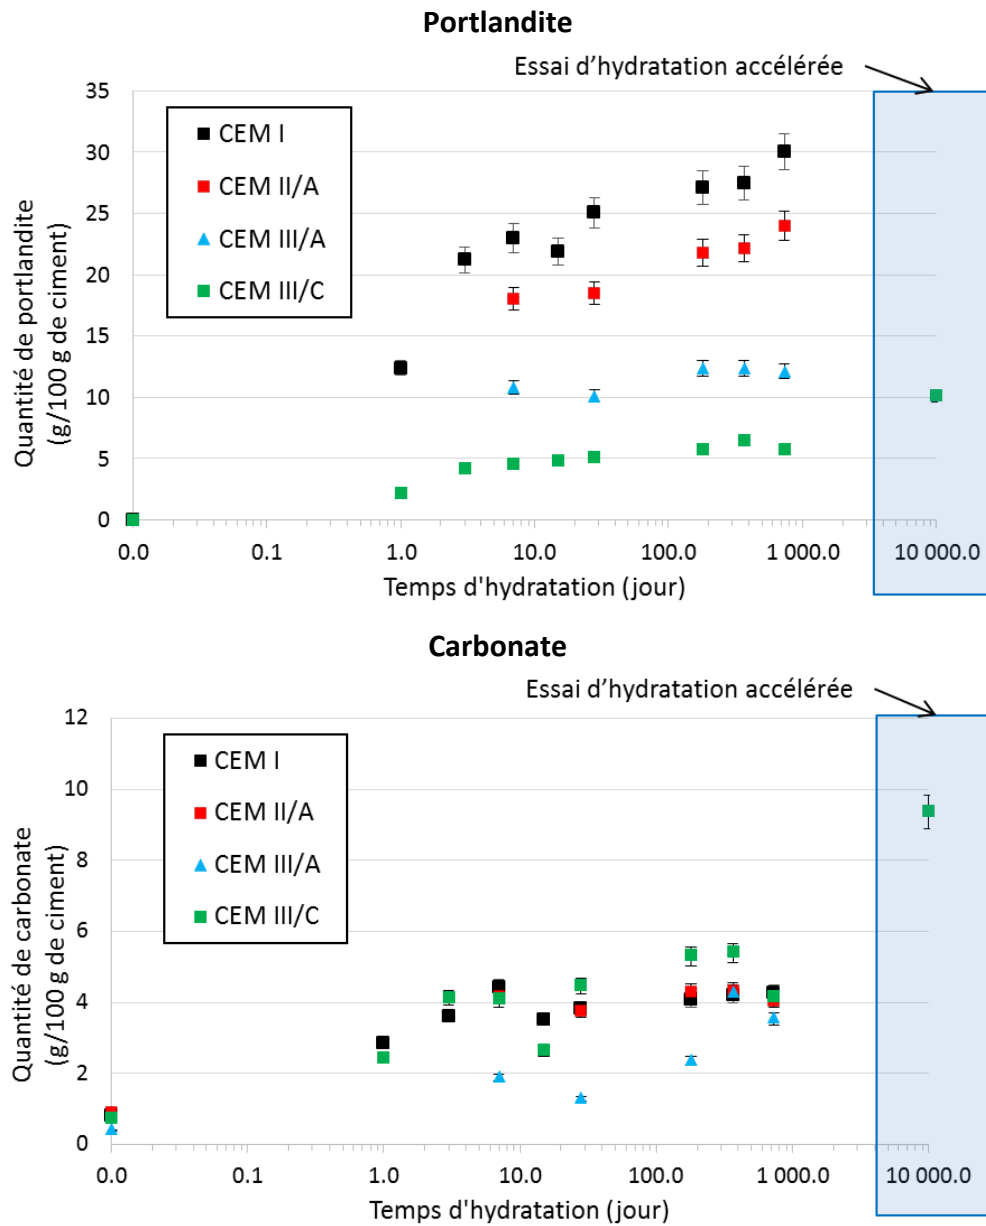 Portlandite
Essai d'hydratation accélérée
35
30
25
20
15
10
5
0
CEM I
CEM II/A
CEM III/A
CEM III/C
Quantité de portlandite
(g/100 g de ciment)
0.0 0.1 1.0 10.0 100.0 1 000.0 10 000.0
Temps d'hydratation (jour)
Carbonate
Essai d'hydratation accélérée
12
10
8
6
4
2
0
CEM I
CEM II/A
CEM III/A
CEM III/C
Quantité de carbonate
(g/100 g de ciment)
0.0 0.1 1.0 10.0 100.0 1 000.0 10 000.0
Temps d'hydratation (jour)